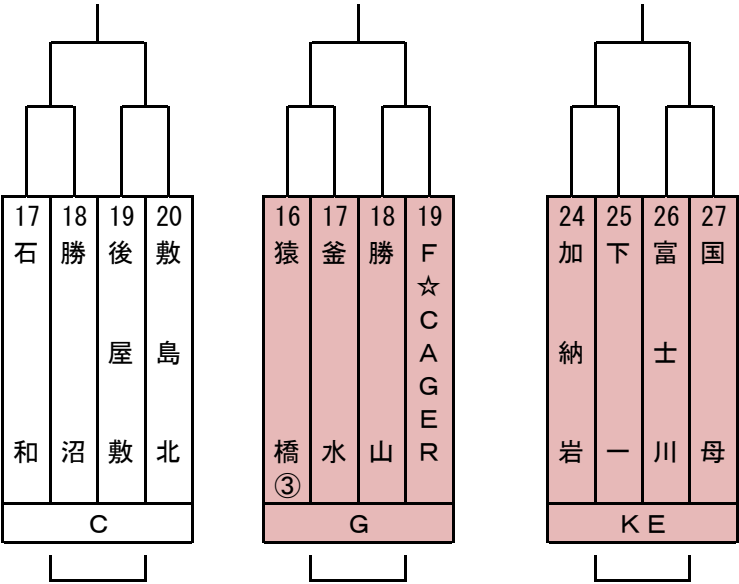 17
石和
18
勝沼
19
後屋敷
20
敷島北
C
16
猿橋③
17
釜水
18
勝山
19
F☆CAGER
G
24
加納岩
25
下一
26
富士川
27
国母
KE